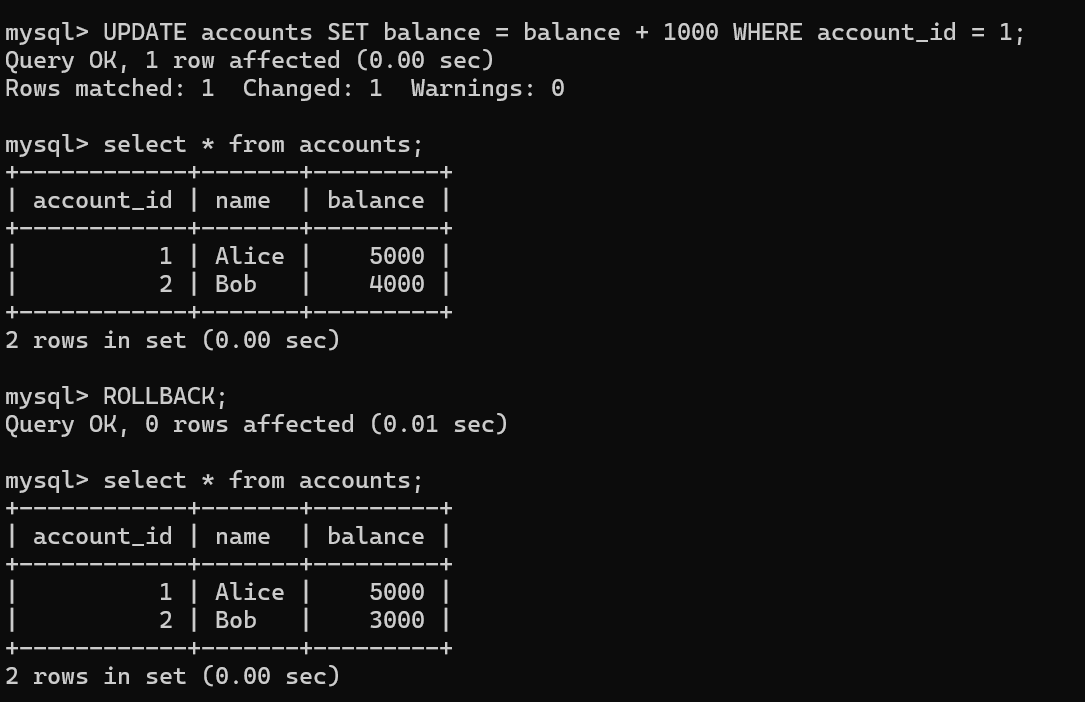 mysql> UPDATE accounts SET balance = balance + 1000 WHERE account_id = 1;
Query OK, 1 row affected (0.00 sec)
Rows matched: 1  Changed: 1  Warnings: 0
mysql> select * from accounts;
+------------+-------+---------+
| account_id | name  | balance |
+------------+-------+---------+
|          1 | Alice |    5000 |
|          2 | Bob   |    4000 |
+------------+-------+---------+
2 rows in set (0.00 sec)
mysql> ROLLBACK;
Query OK, 0 rows affected (0.01 sec)
mysql> select * from accounts;
+------------+-------+---------+
| account_id | name  | balance |
+------------+-------+---------+
|          1 | Alice |    5000 |
|          2 | Bob   |    3000 |
+------------+-------+---------+
2 rows in set (0.00 sec)